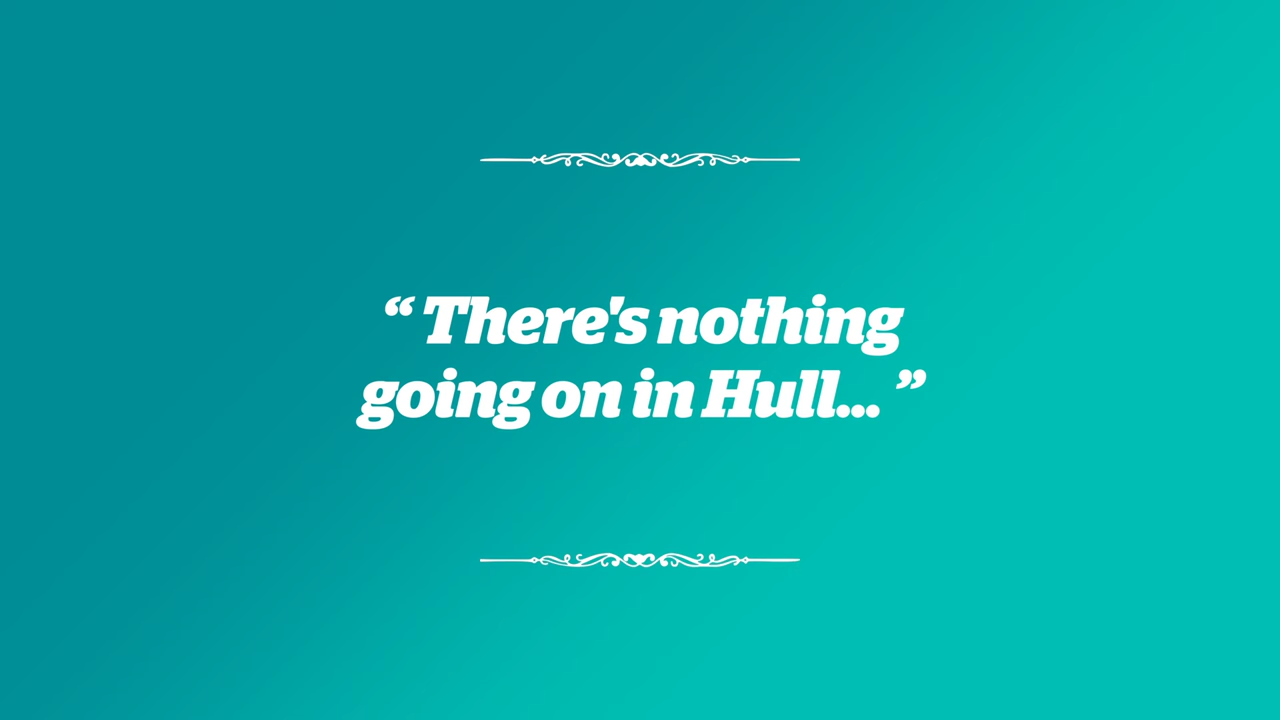 “ There's nothing
going on in Hull... ”